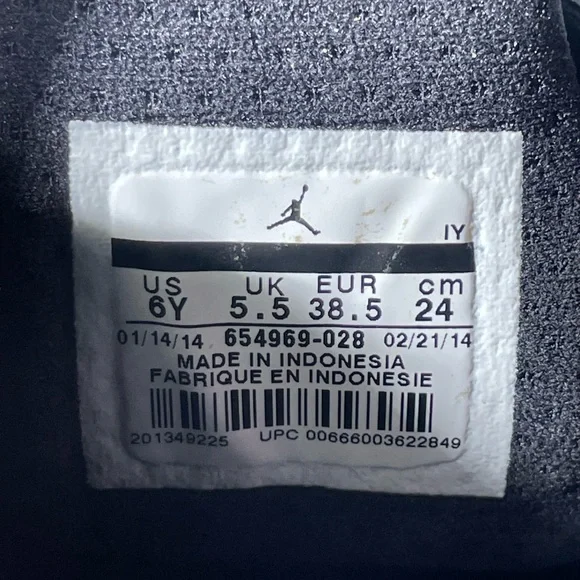 IY
US UK EUR cm
6Y 5.5 38.5 24
01/14/14 654969-028 02/21/14
MADE IN INDONESIA
FABRIQUE EN INDONESIE
201349225 UPC 00666003622849